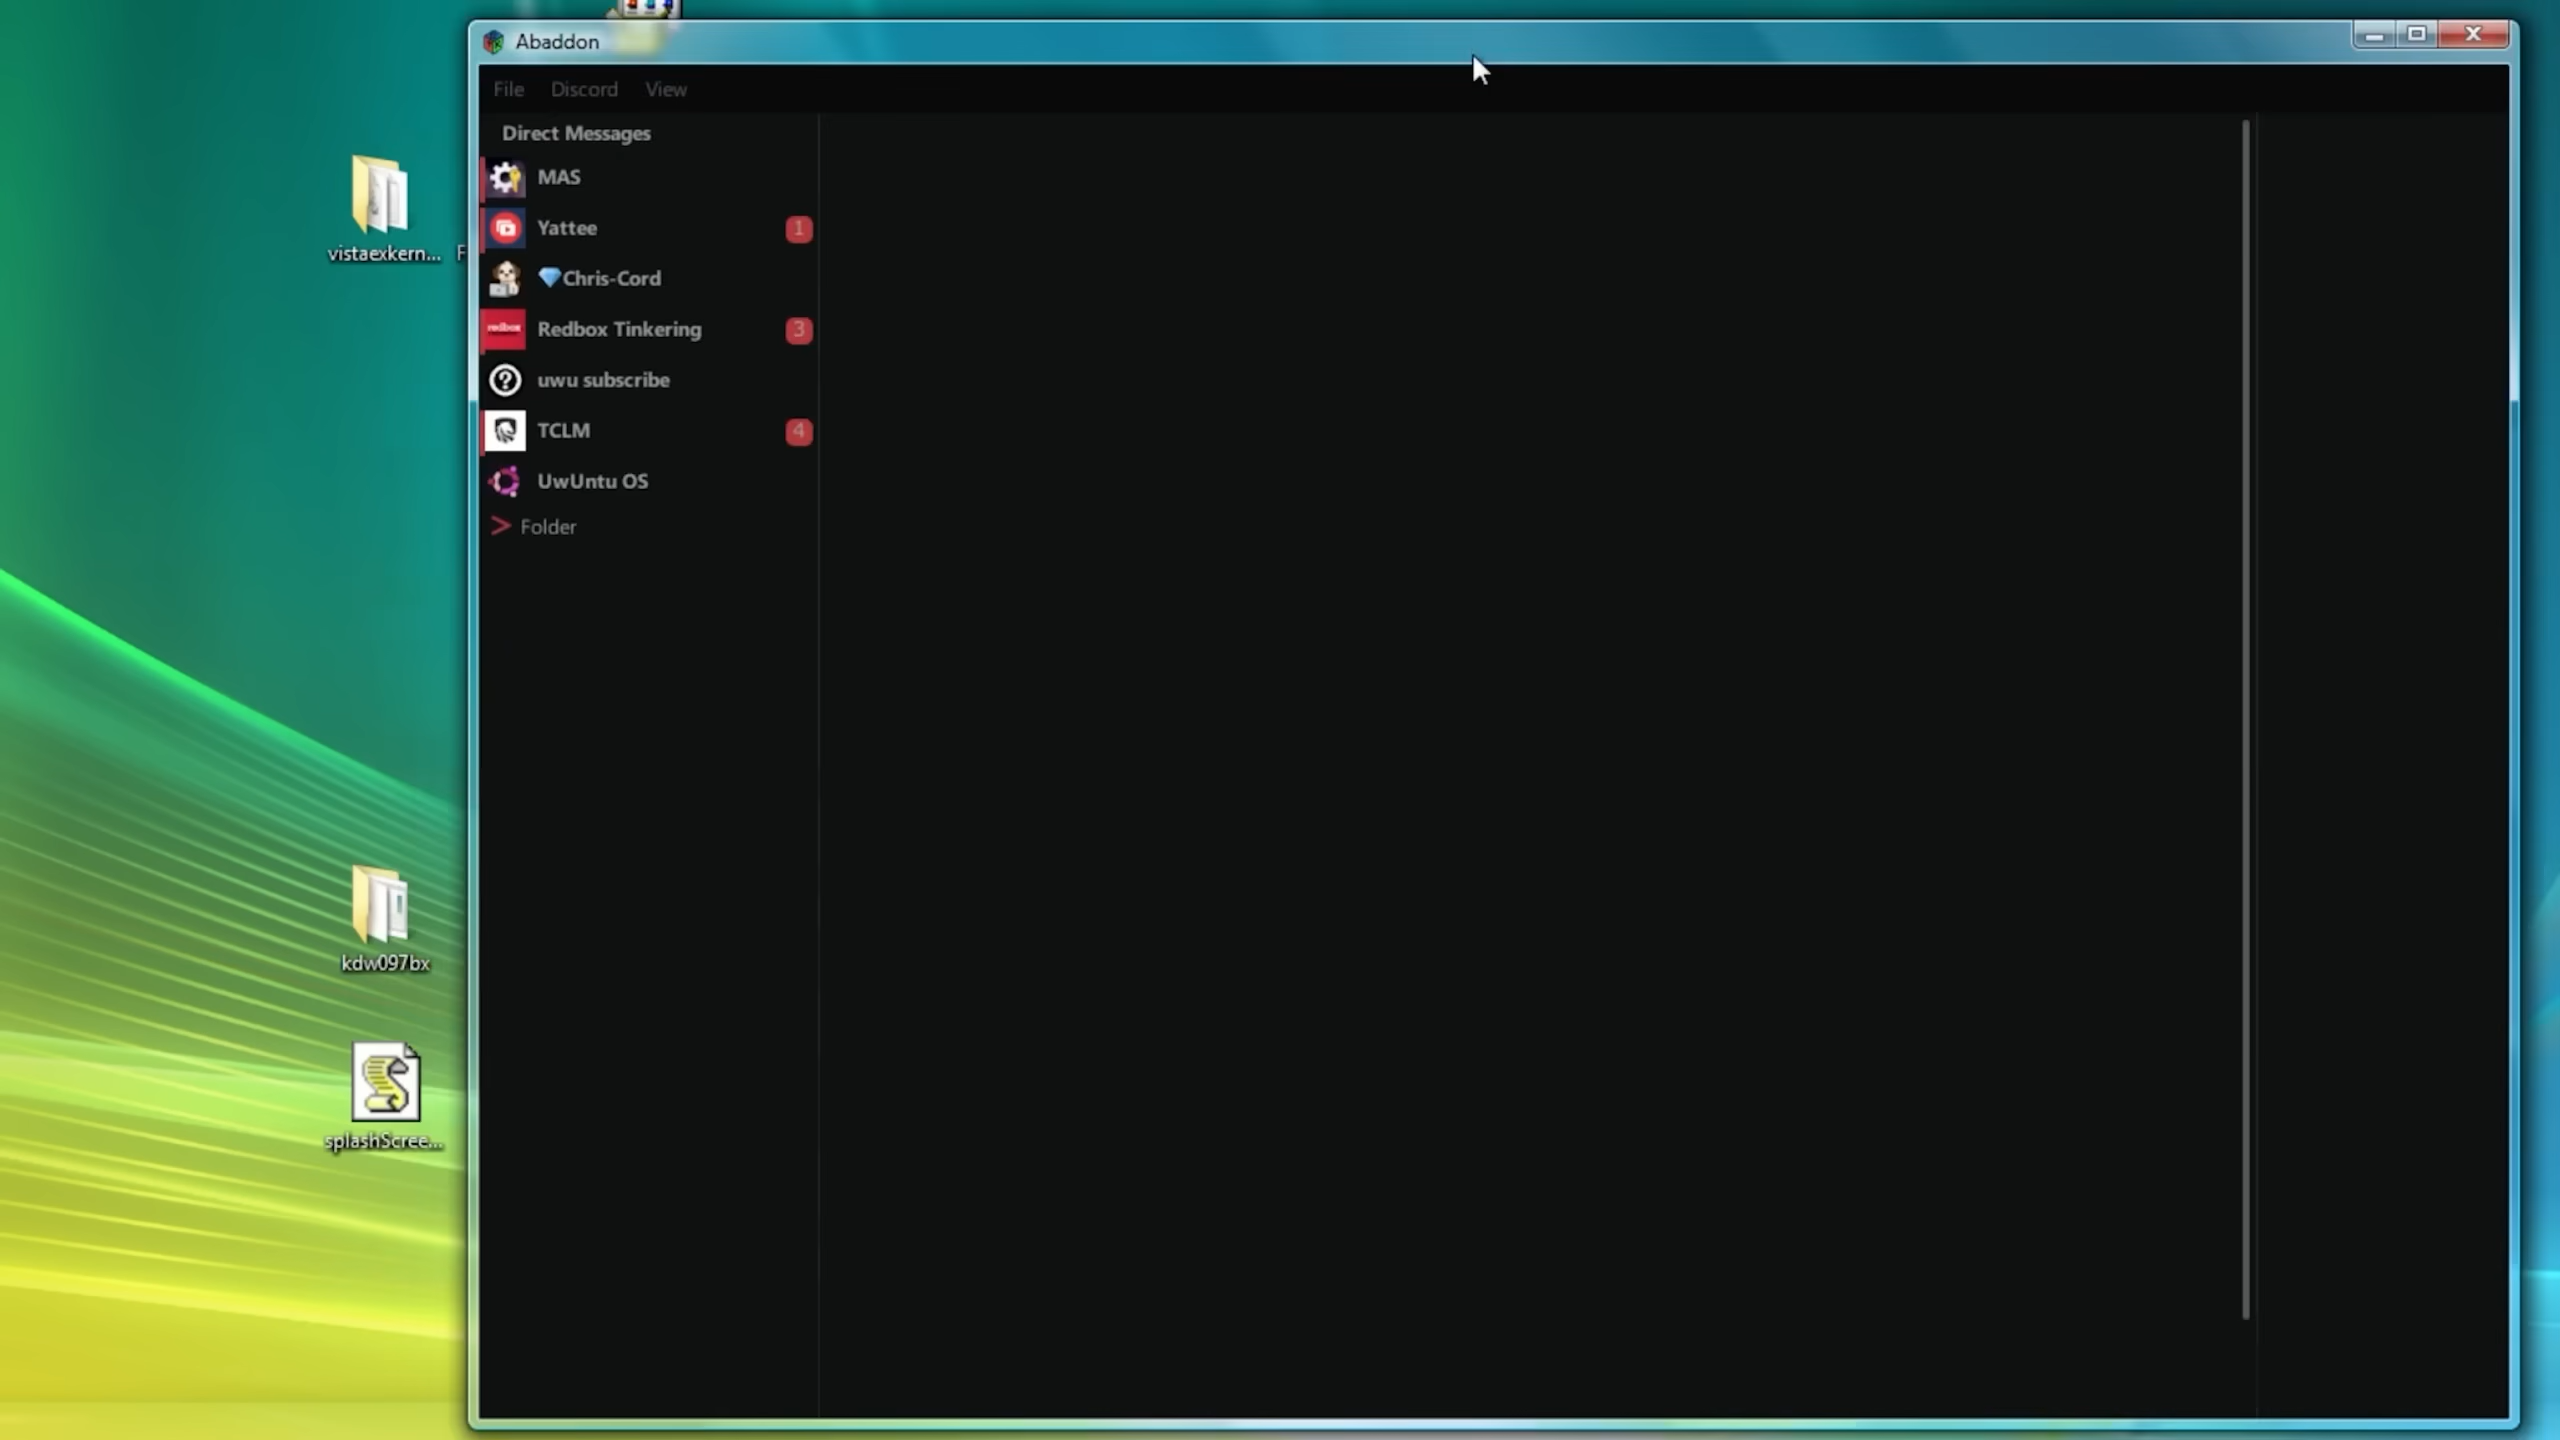 Abaddon
File Discord View
Direct Messages
MAS
Yattee 1
Chris-Cord
Redbox Tinkering 3
uwu subscribe
TCLM 4
UwUntu OS
> Folder
vistaexkern...
F
kdw097bx
splashScree...
redbox